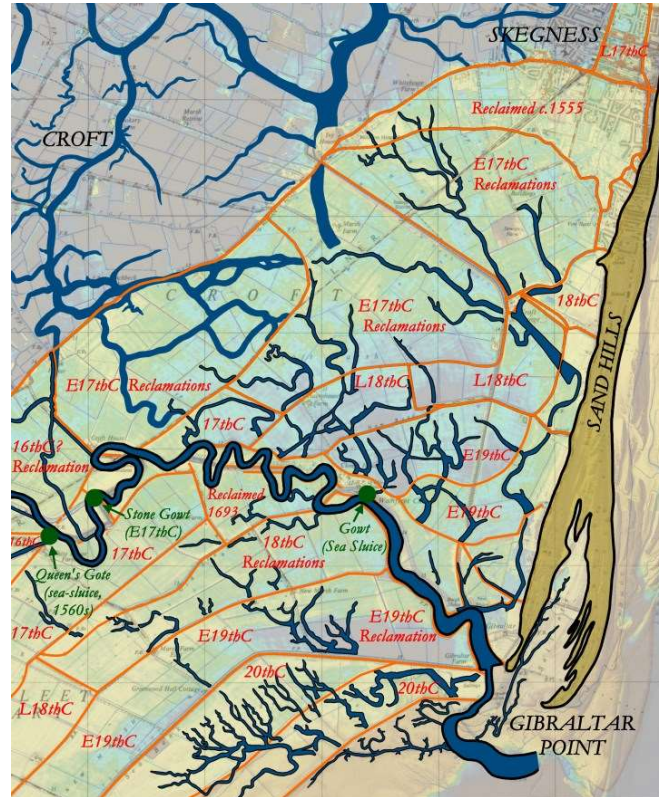 SKEGNESS
L17thC
Reclaimed c.1555
CROFT
E17thC
Reclamations
18thC
CROFT
E17thC
Reclamations
SAND HILLS
E17thC Reclamations
L18thC
L18thC
17thC
16thC?
Reclamation
E19thC
Reclaimed
1693
Stone Gowt
(E17thC)
Gowt
(Sea Sluice)
E19thC
16thC
17thC
18thC
Reclamations
Queen's Gote
(sea-sluice,
1560s)
17thC
E19thC
E19thC
Reclamation
20thC
20thC
L18thC
E19thC
GIBRALTAR
POINT